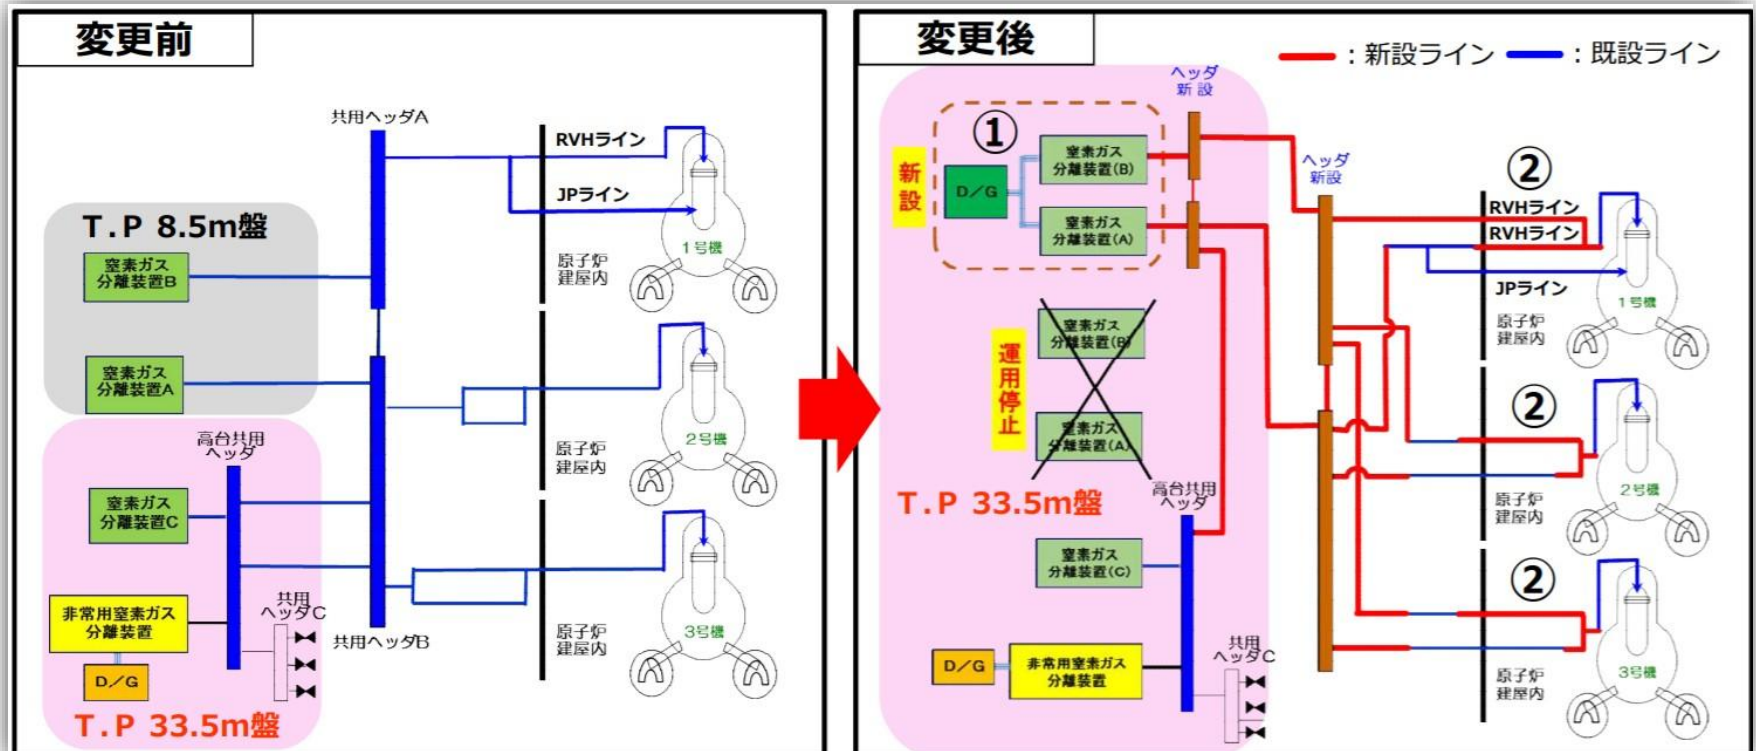 変更前
共用ヘッダA
RVHライン
JPライン
1号機
原子炉
建屋内
T.P 8.5m盤
窒素ガス
分離装置B
窒素ガス
分離装置A
2号機
原子炉
建屋内
高台共用
ヘッダ
窒素ガス
分離装置C
非常用窒素ガス
分離装置
D/G
共用
ヘッダC
共用ヘッダB
3号機
原子炉
建屋内
T.P 33.5m盤
変更後
:新設ライン
:既設ライン
ヘッダ
新設
①
新設
D/G
窒素ガス
分離装置(B)
窒素ガス
分離装置(A)
ヘッダ
新設
②
RVHライン
RVHライン
JPライン
1号機
原子炉
建屋内
運用停止
窒素ガス
分離装置(B)
窒素ガス
分離装置(A)
②
2号機
原子炉
建屋内
T.P 33.5m盤
高台共用
ヘッダ
窒素ガス
分離装置(C)
D/G
非常用窒素ガス
分離装置
共用
ヘッダC
②
3号機
原子炉
建屋内